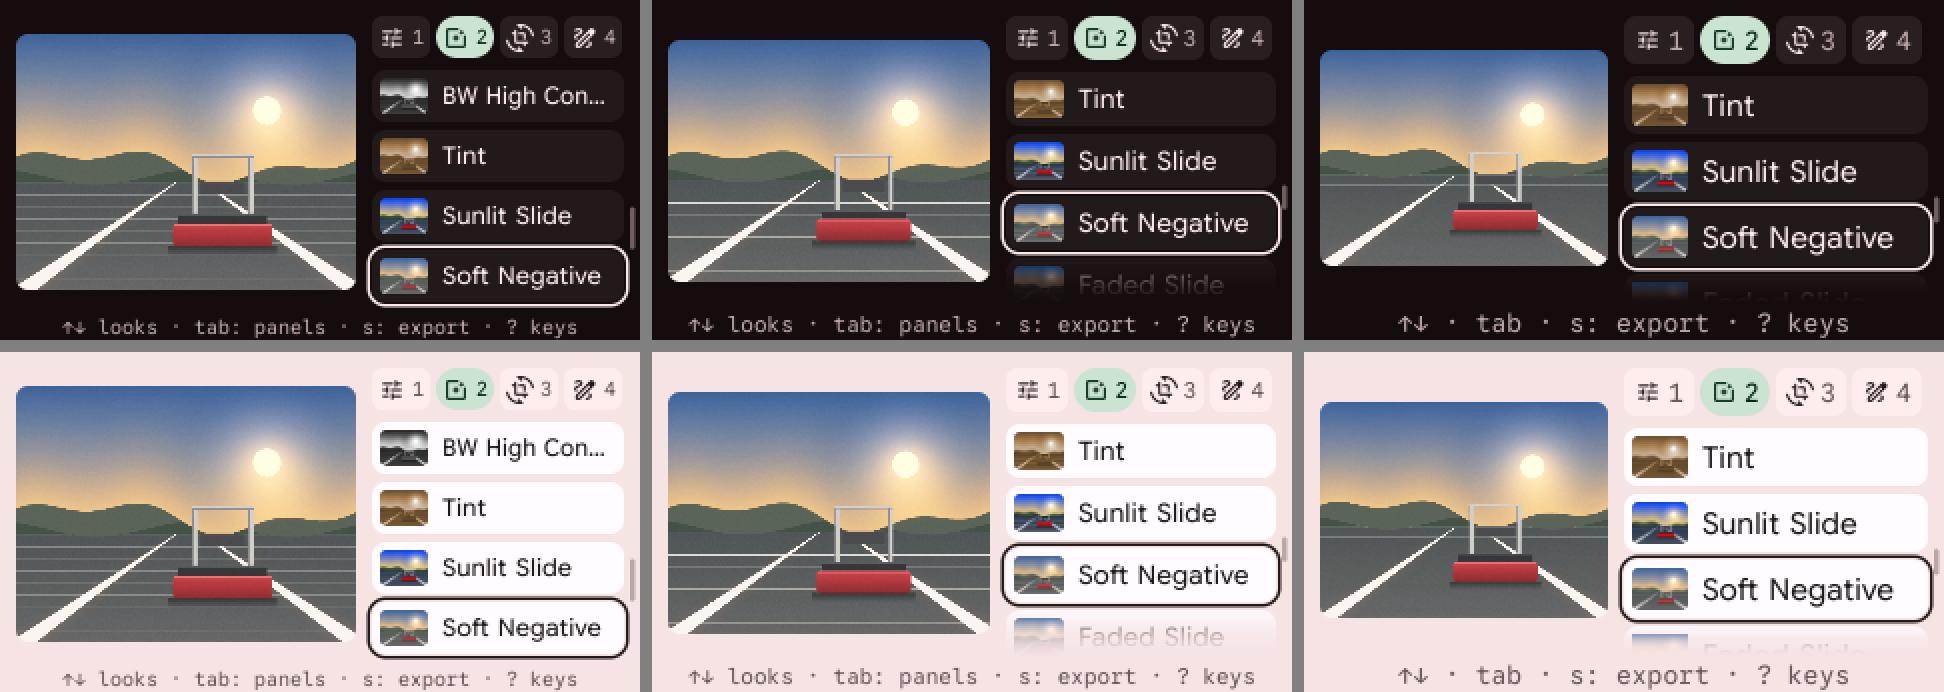 1 2 3 4
BW High Con...
Tint
Sunlit Slide
Soft Negative
↑↓ looks · tab: panels · s: export · ? keys
1 2 3 4
Tint
Sunlit Slide
Soft Negative
Faded Slide
↑↓ looks · tab: panels · s: export · ? keys
1 2 3 4
Tint
Sunlit Slide
Soft Negative
Faded Slide
↑↓ · tab · s: export · ? keys
1 2 3 4
BW High Con...
Tint
Sunlit Slide
Soft Negative
↑↓ looks · tab: panels · s: export · ? keys
1 2 3 4
Tint
Sunlit Slide
Soft Negative
Faded Slide
↑↓ looks · tab: panels · s: export · ? keys
1 2 3 4
Tint
Sunlit Slide
Soft Negative
Faded Slide
↑↓ · tab · s: export · ? keys